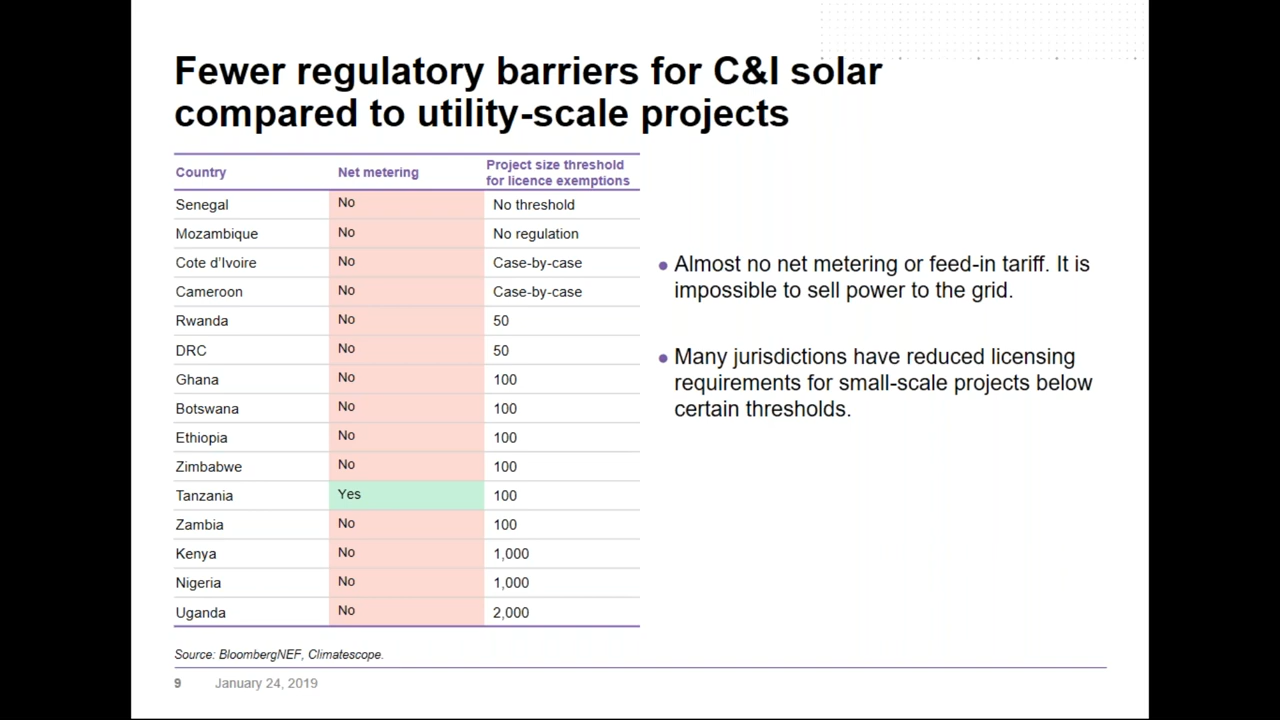 Fewer regulatory barriers for C&I solar
compared to utility-scale projects
Country Net metering Project size threshold for licence exemptions
Senegal No No threshold
Mozambique No No regulation
Cote d'Ivoire No Case-by-case
Cameroon No Case-by-case
Rwanda No 50
DRC No 50
Ghana No 100
Botswana No 100
Ethiopia No 100
Zimbabwe No 100
Tanzania Yes 100
Zambia No 100
Kenya No 1,000
Nigeria No 1,000
Uganda No 2,000
● Almost no net metering or feed-in tariff. It is
impossible to sell power to the grid.
● Many jurisdictions have reduced licensing
requirements for small-scale projects below
certain thresholds.
Source: BloombergNEF, Climatescope.
9 January 24, 2019